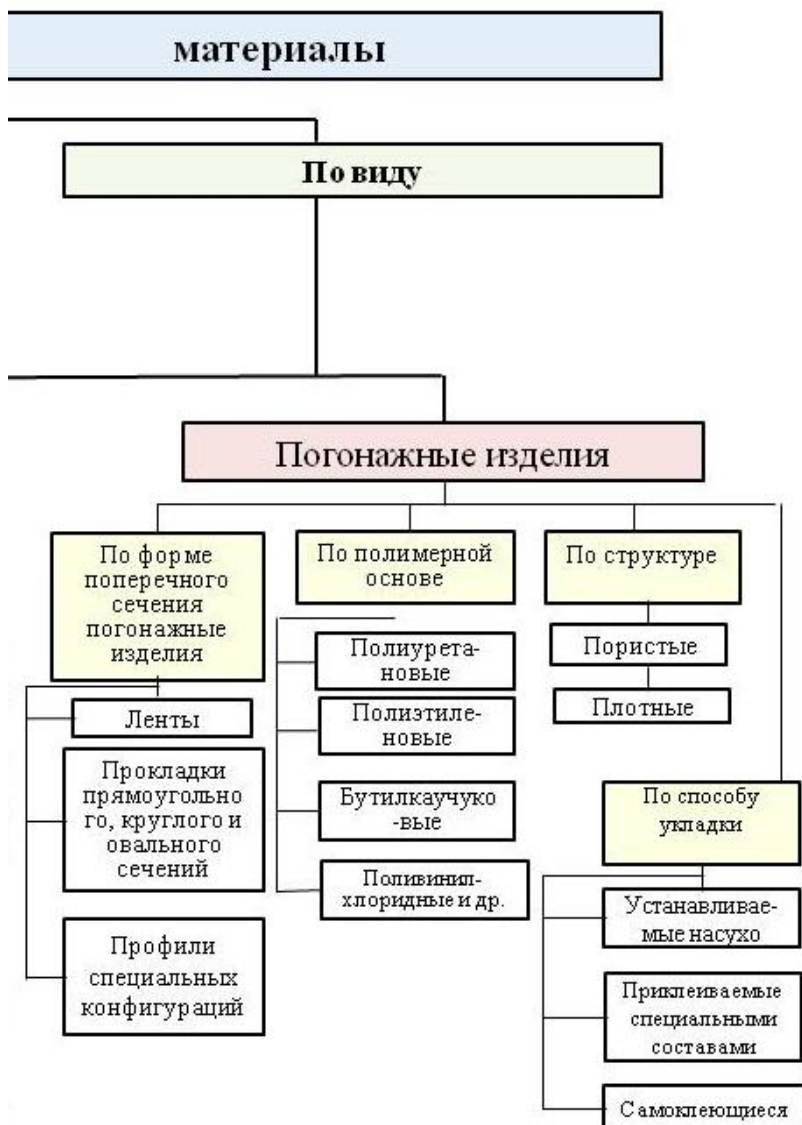 материалы
По виду
Погонажные изделия
По форме
поперечного
сечения
погонажные
изделия
Ленты
Прокладки
прямоугольно
го, круглого и
овального
сечений
Профили
специальных
конфигураций
По полимерной
основе
Полиурета-
новые
Полиэтиле-
новые
Бутилкаучуко
-вые
Поливинил-
хлоридные и др.
По структуре
Пористые
Плотные
По способу
укладки
Устанавливае-
мые насухо
Приклеиваемые
специальными
составами
Самоклеющиеся